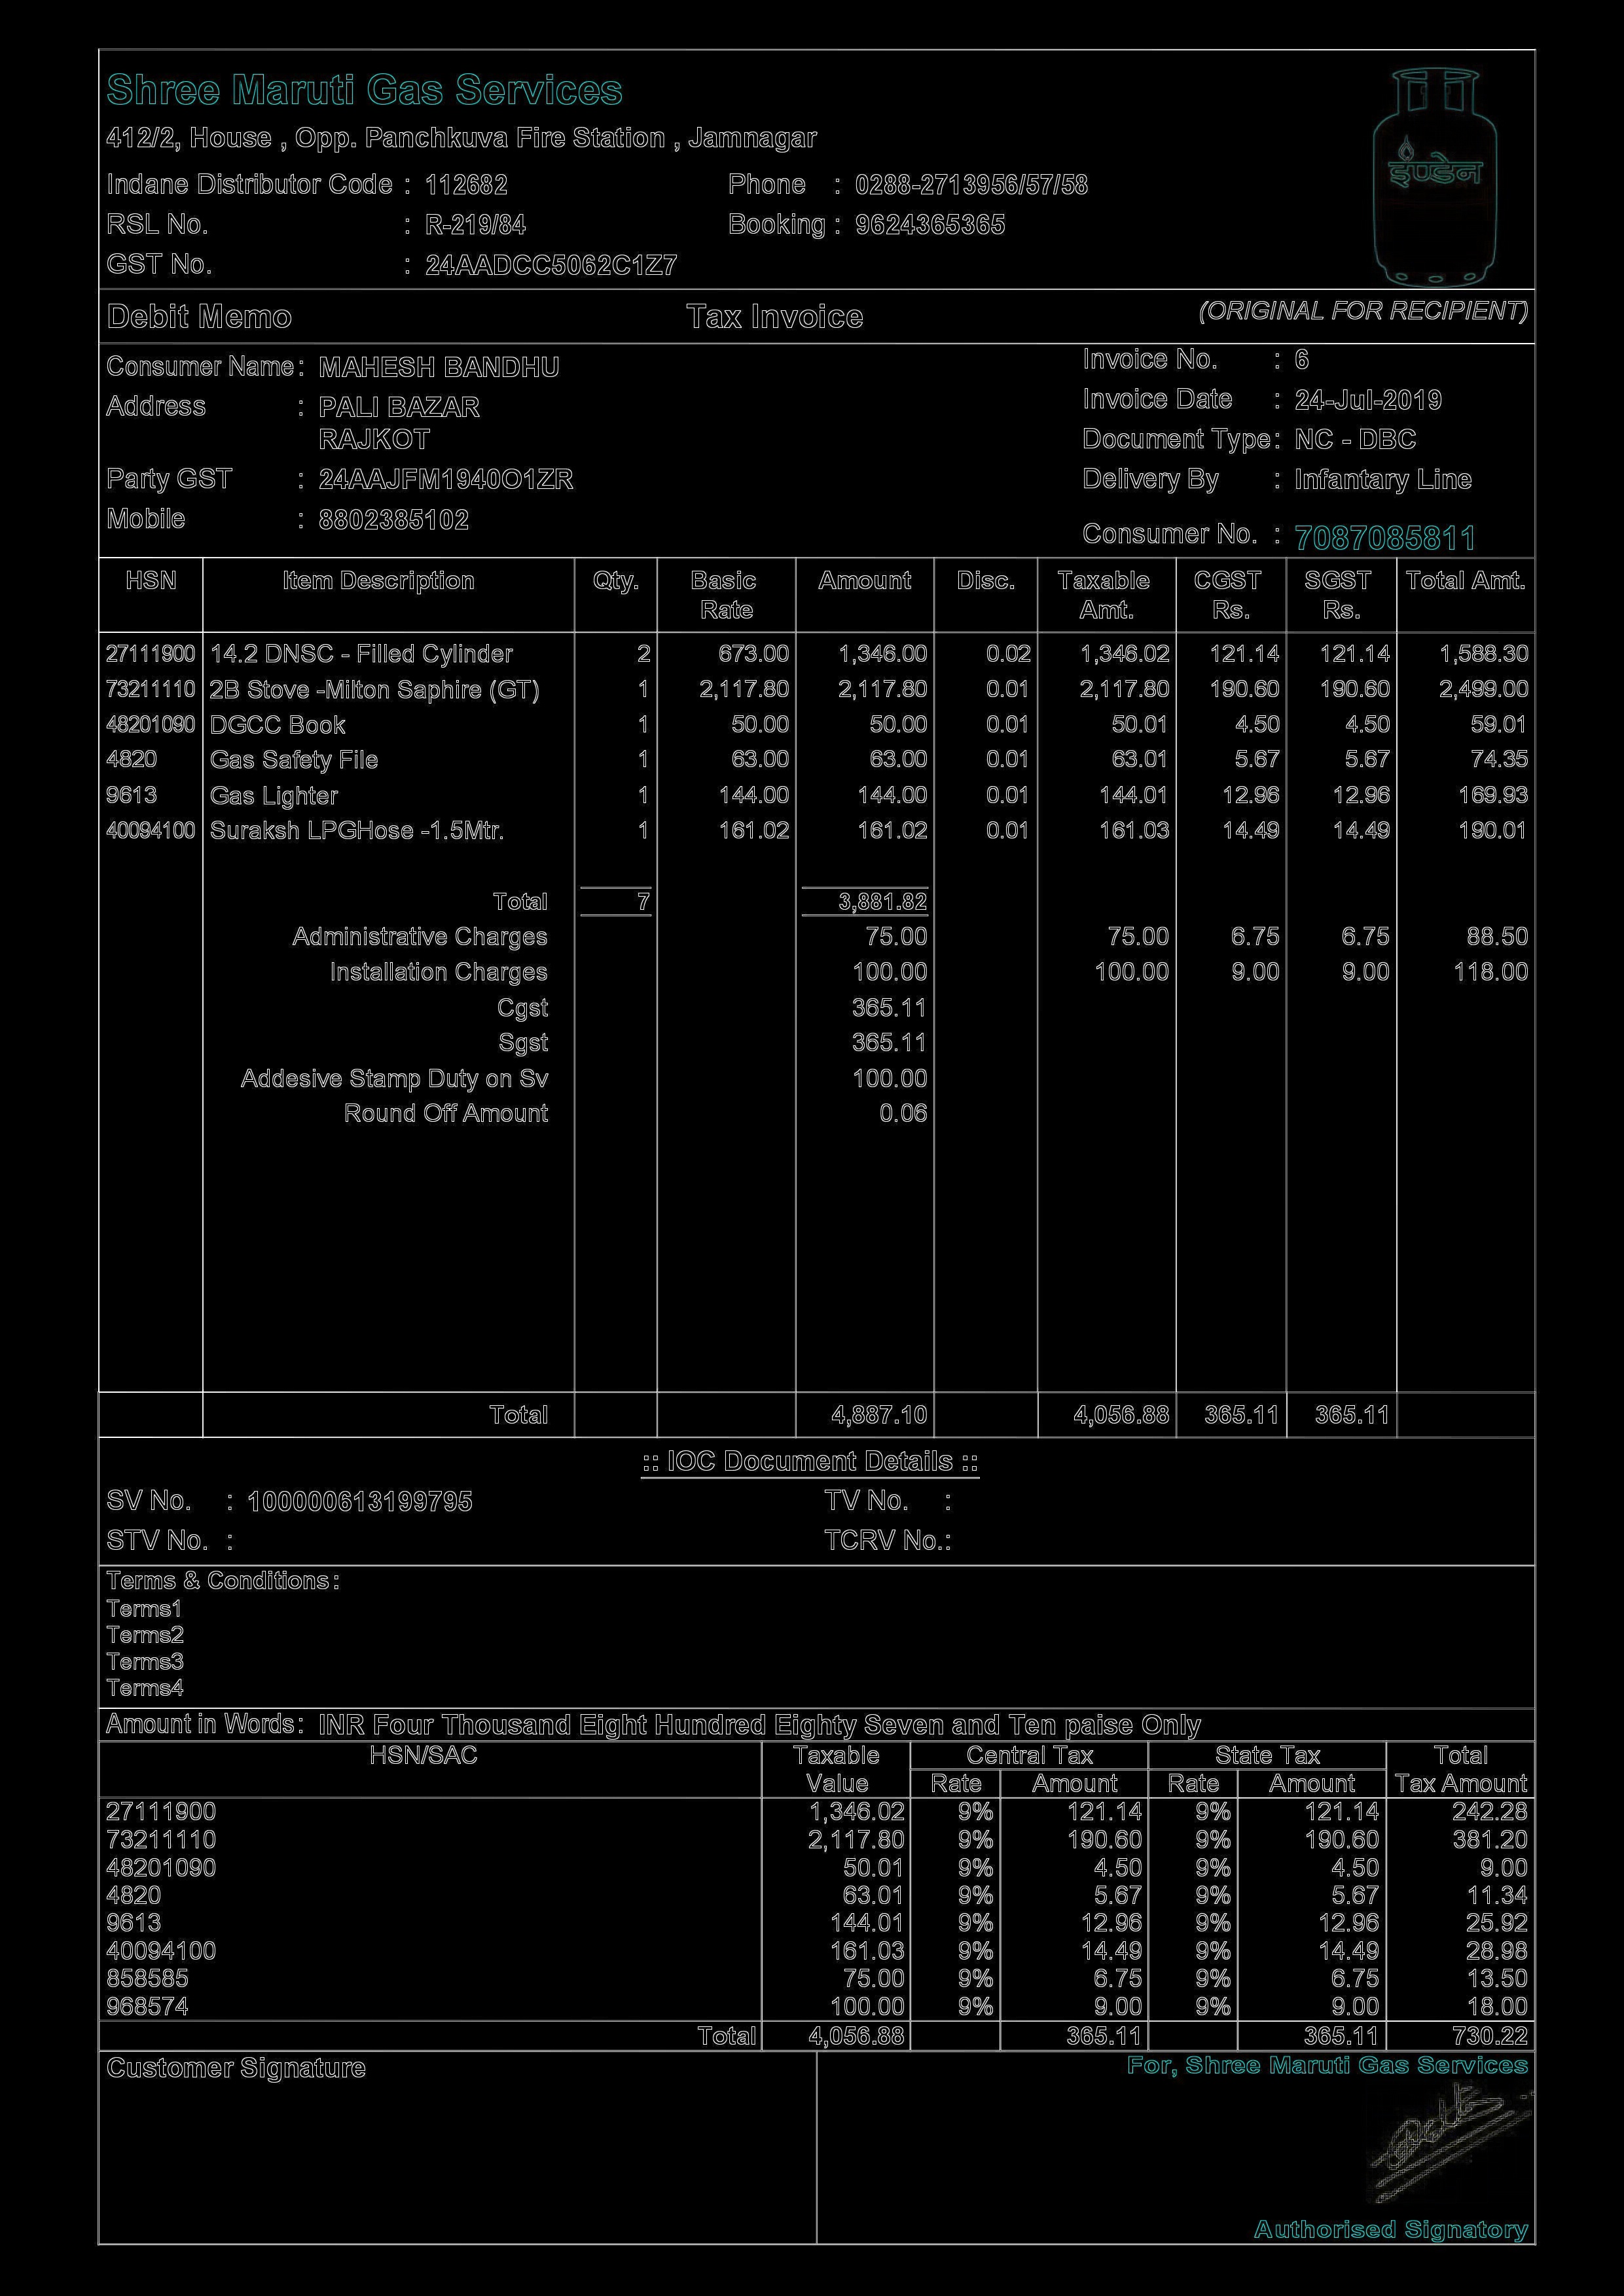 Shree Maruti Gas Services
412/2, House , Opp. Panchkuva Fire Station , Jamnagar
Indane Distributor Code : 112682 Phone : 0288-2713956/57/58
RSL No. : R-219/84 Booking : 9624365365
GST No. : 24AADCC5062C1Z7
इण्डेन
Debit Memo Tax Invoice (ORIGINAL FOR RECIPIENT)
Consumer Name : MAHESH BANDHU Invoice No. : 6
Address : PALI BAZAR Invoice Date : 24-Jul-2019
RAJKOT Document Type : NC - DBC
Party GST : 24AAJFM1940O1ZR Delivery By : Infantary Line
Mobile : 8802385102 Consumer No. : 7087085811
HSN Item Description Qty. Basic Amount Disc. Taxable CGST SGST Total Amt.
Rate Amt. Rs. Rs.
27111900 14.2 DNSC - Filled Cylinder 2 673.00 1,346.00 0.02 1,346.02 121.14 121.14 1,588.30
73211110 2B Stove -Milton Saphire (GT) 1 2,117.80 2,117.80 0.01 2,117.80 190.60 190.60 2,499.00
48201090 DGCC Book 1 50.00 50.00 0.01 50.01 4.50 4.50 59.01
4820 Gas Safety File 1 63.00 63.00 0.01 63.01 5.67 5.67 74.35
9613 Gas Lighter 1 144.00 144.00 0.01 144.01 12.96 12.96 169.93
40094100 Suraksh LPGHose -1.5Mtr. 1 161.02 161.02 0.01 161.03 14.49 14.49 190.01
Total 7 3,881.82
Administrative Charges 75.00 75.00 6.75 6.75 88.50
Installation Charges 100.00 100.00 9.00 9.00 118.00
Cgst 365.11
Sgst 365.11
Addesive Stamp Duty on Sv 100.00
Round Off Amount 0.06
Total 4,887.10 4,056.88 365.11 365.11
:: IOC Document Details ::
SV No. : 100000613199795 TV No. :
STV No. : TCRV No. :
Terms & Conditions :
Terms1
Terms2
Terms3
Terms4
Amount in Words : INR Four Thousand Eight Hundred Eighty Seven and Ten paise Only
HSN/SAC Taxable Central Tax State Tax Total
Value Rate Amount Rate Amount Tax Amount
27111900 1,346.02 9% 121.14 9% 121.14 242.28
73211110 2,117.80 9% 190.60 9% 190.60 381.20
48201090 50.01 9% 4.50 9% 4.50 9.00
4820 63.01 9% 5.67 9% 5.67 11.34
9613 144.01 9% 12.96 9% 12.96 25.92
40094100 161.03 9% 14.49 9% 14.49 28.98
858585 75.00 9% 6.75 9% 6.75 13.50
968574 100.00 9% 9.00 9% 9.00 18.00
Total 4,056.88 365.11 365.11 730.22
Customer Signature For, Shree Maruti Gas Services
Authorised Signatory